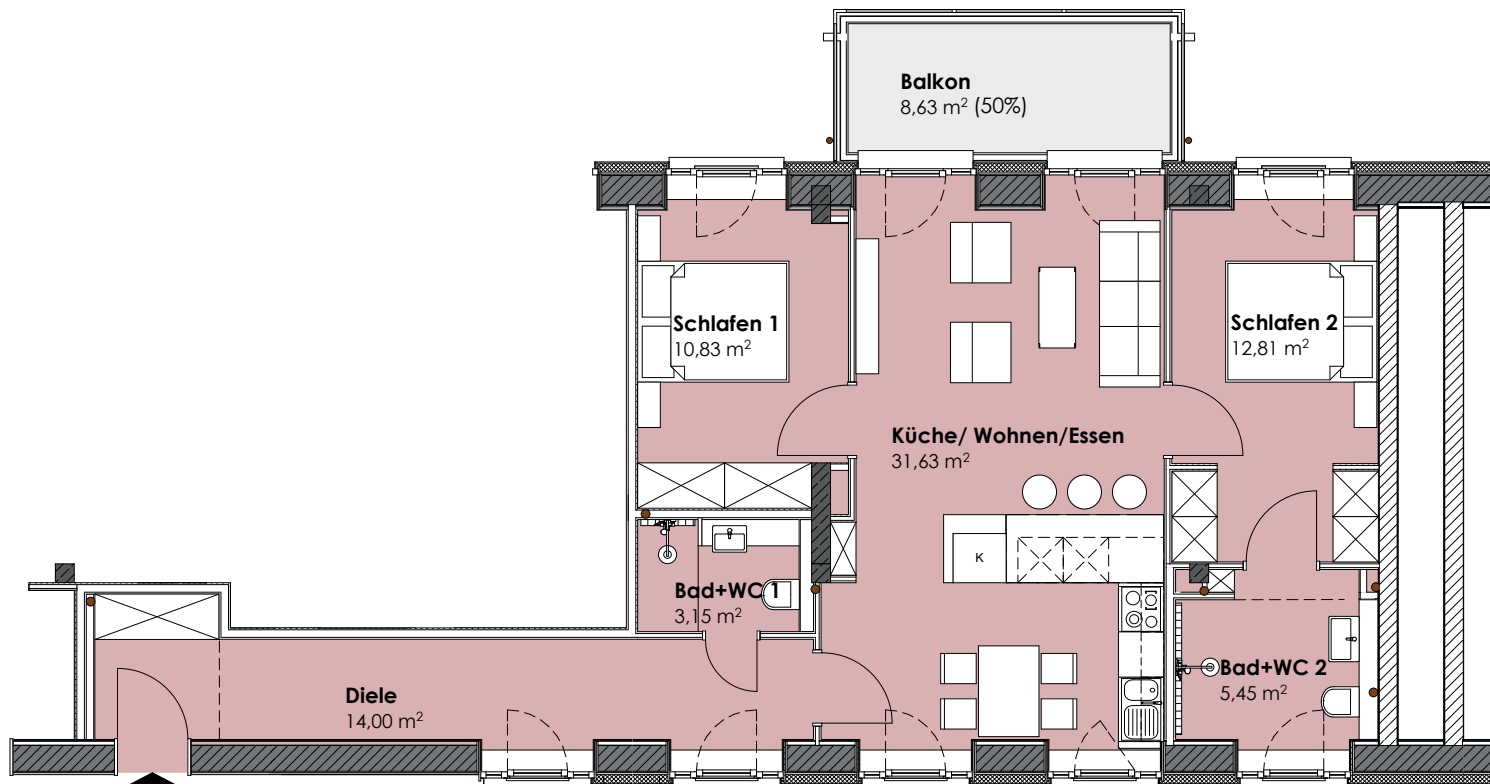 Balkon
8,63 m² (50%)
Schlafen 1
10,83 m²
Schlafen 2
12,81 m²
Küche/ Wohnen/Essen
31,63 m²
K
Bad+WC 1
3,15 m²
Bad+WC 2
5,45 m²
Diele
14,00 m²